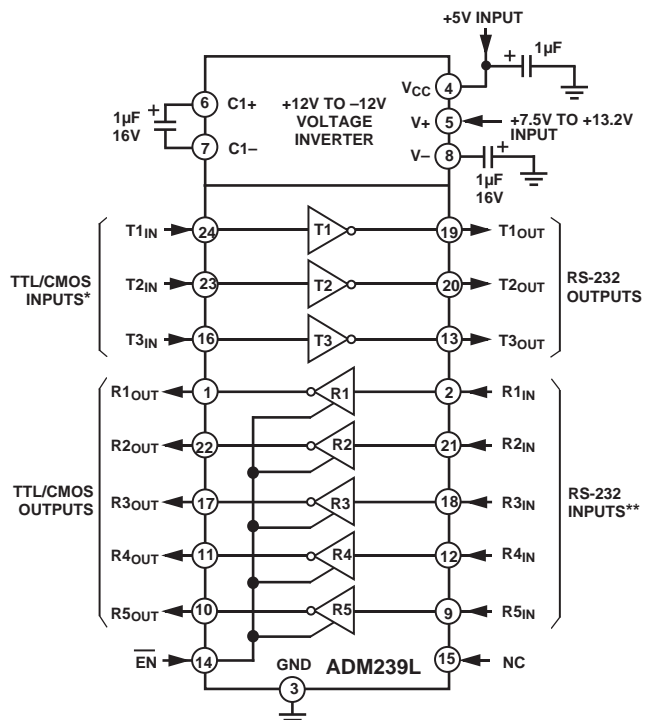 +5V INPUT
1µF
+
VCC
4
6
C1+
+12V TO –12V
VOLTAGE
INVERTER
+
1µF
16V
V+
5
+7.5V TO +13.2V
INPUT
7
C1–
V–
8
+
1µF
16V
T1IN
24
T1
19
T1OUT
TTL/CMOS
INPUTS*
T2IN
23
T2
20
T2OUT
RS-232
OUTPUTS
T3IN
16
T3
13
T3OUT
R1OUT
1
R1
2
R1IN
R2OUT
22
R2
21
R2IN
TTL/CMOS
OUTPUTS
R3OUT
17
R3
18
R3IN
RS-232
INPUTS**
R4OUT
11
R4
12
R4IN
R5OUT
10
R5
9
R5IN
EN
14
GND
ADM239L
15
NC
3